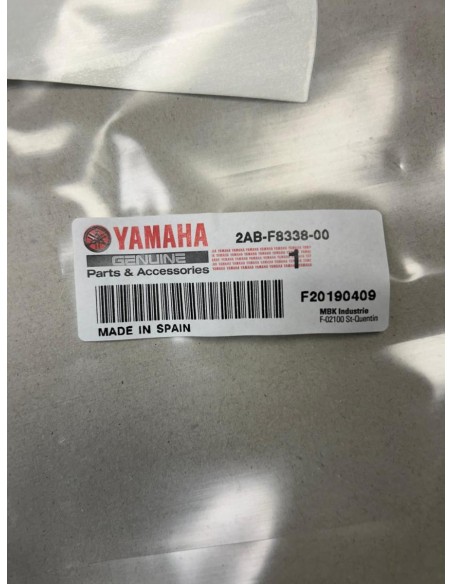 YAMAHA
GENUINE
Parts & Accessories
2AB-F8338-00
1
F20190409
MBK Industrie
F-02100 St-Quentin
MADE IN SPAIN